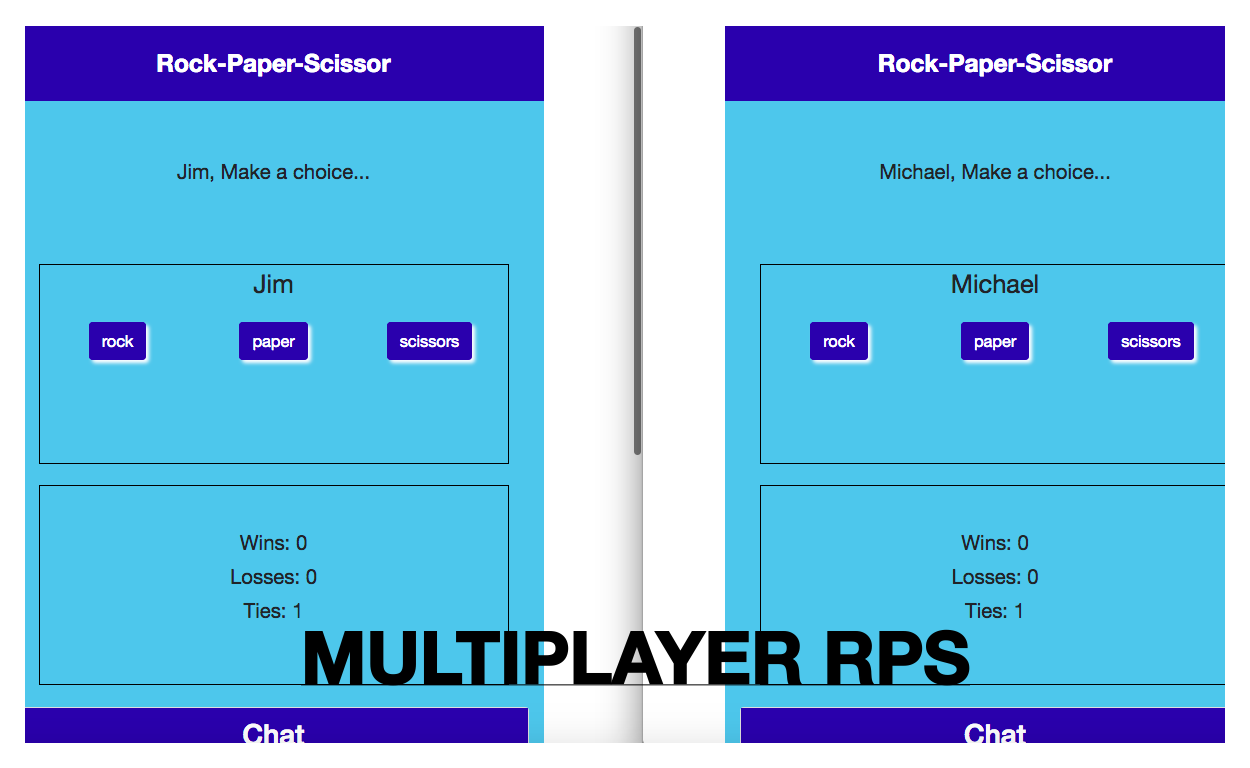 Rock-Paper-Scissor
Jim, Make a choice...
Jim
rock paper scissors
Wins: 0
Losses: 0
Ties: 1
Chat
Rock-Paper-Scissor
Michael, Make a choice...
Michael
rock paper scissors
Wins: 0
Losses: 0
Ties: 1
Chat
MULTIPLAYER RPS